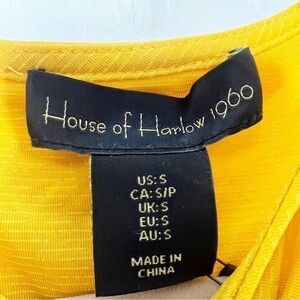 House of Harlow 1960
US: S
CA: S/P
UK: S
EU: S
AU: S
MADE IN
CHINA